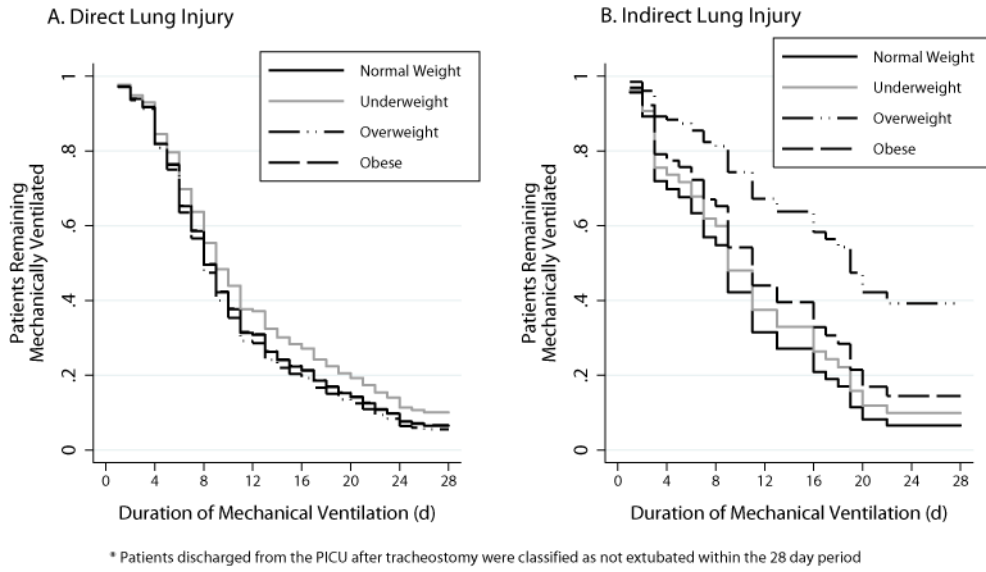 A. Direct Lung Injury
Normal Weight
Underweight
Overweight
Obese
Patients Remaining
Mechanically Ventilated
1
.8
.6
.4
.2
0
0 4 8 12 16 20 24 28
Duration of Mechanical Ventilation (d)
B. Indirect Lung Injury
Normal Weight
Underweight
Overweight
Obese
Patients Remaining
Mechanically Ventilated
1
.8
.6
.4
.2
0
0 4 8 12 16 20 24 28
Duration of Mechanical Ventilation (d)
* Patients discharged from the PICU after tracheostomy were classified as not extubated within the 28 day period